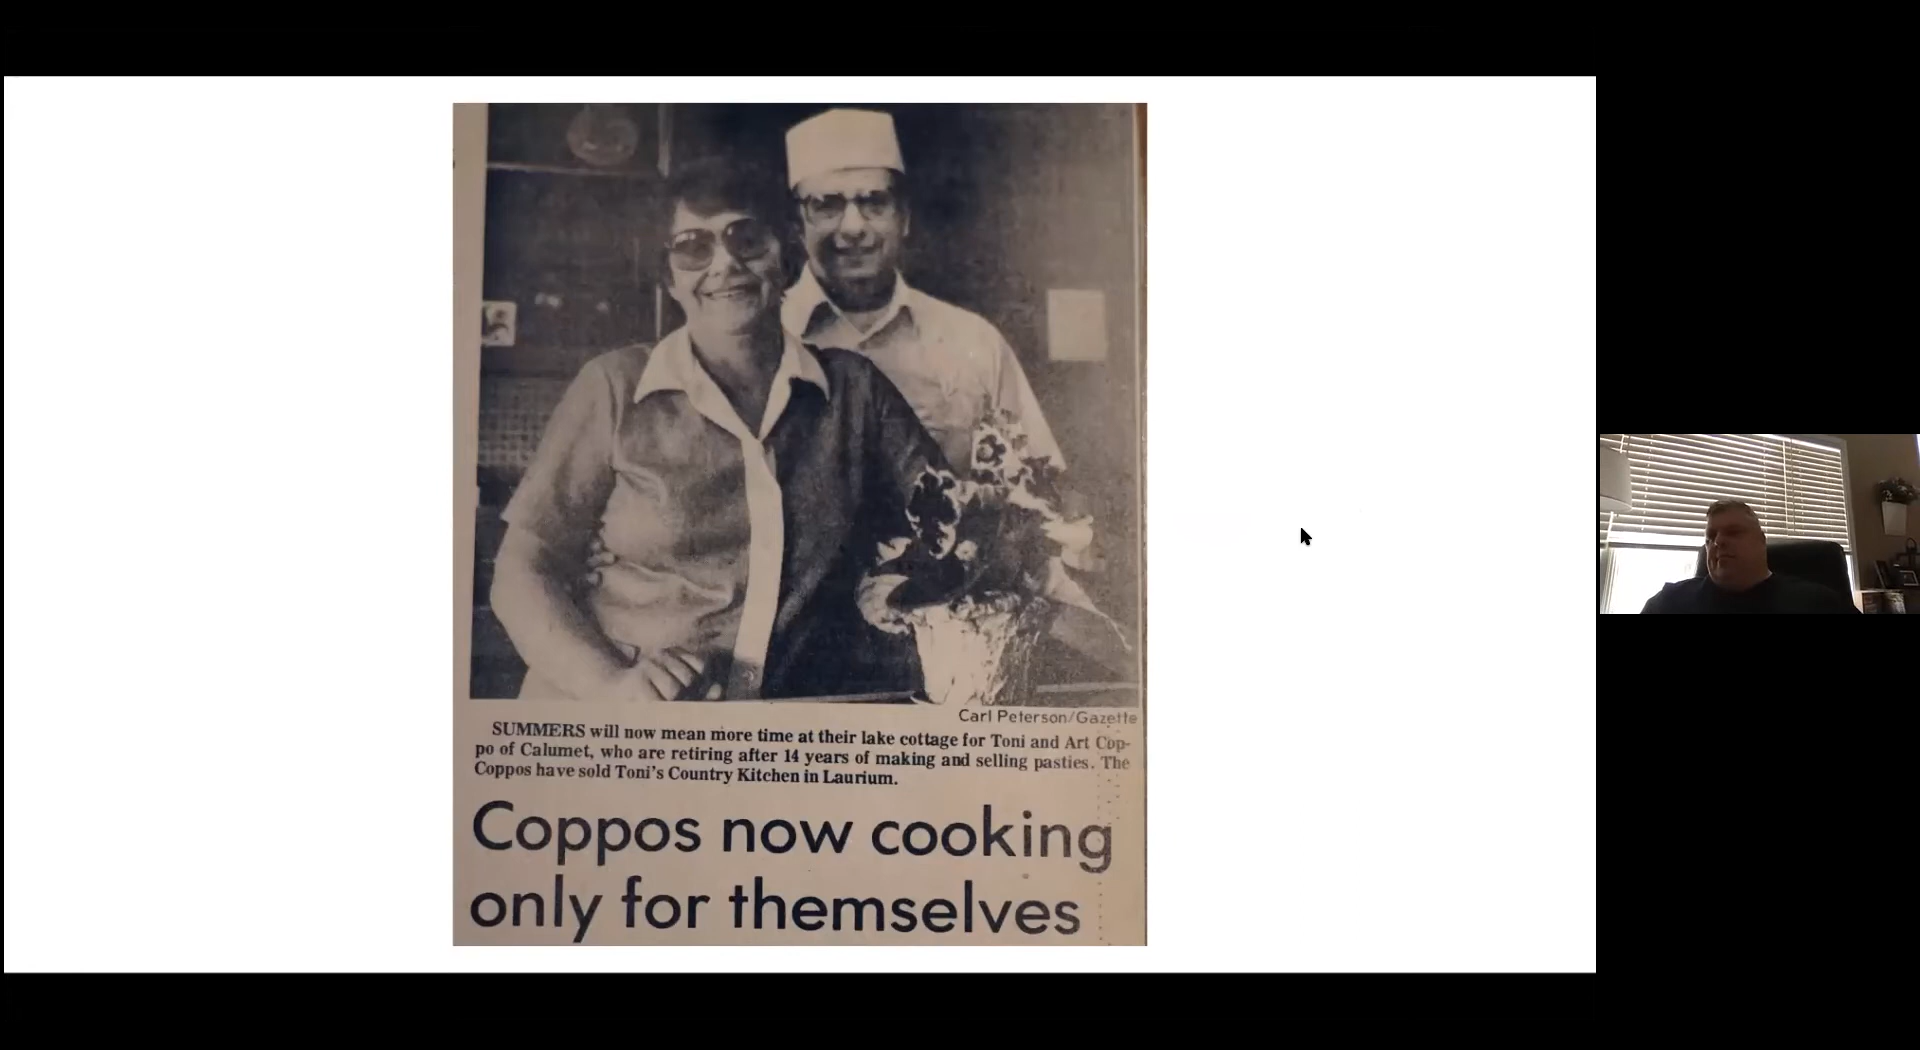 Carl Peterson/Gazette
SUMMERS will now mean more time at their lake cottage for Toni and Art Cop-
po of Calumet, who are retiring after 14 years of making and selling pasties. The
Coppos have sold Toni's Country Kitchen in Laurium.
Coppos now cooking
only for themselves